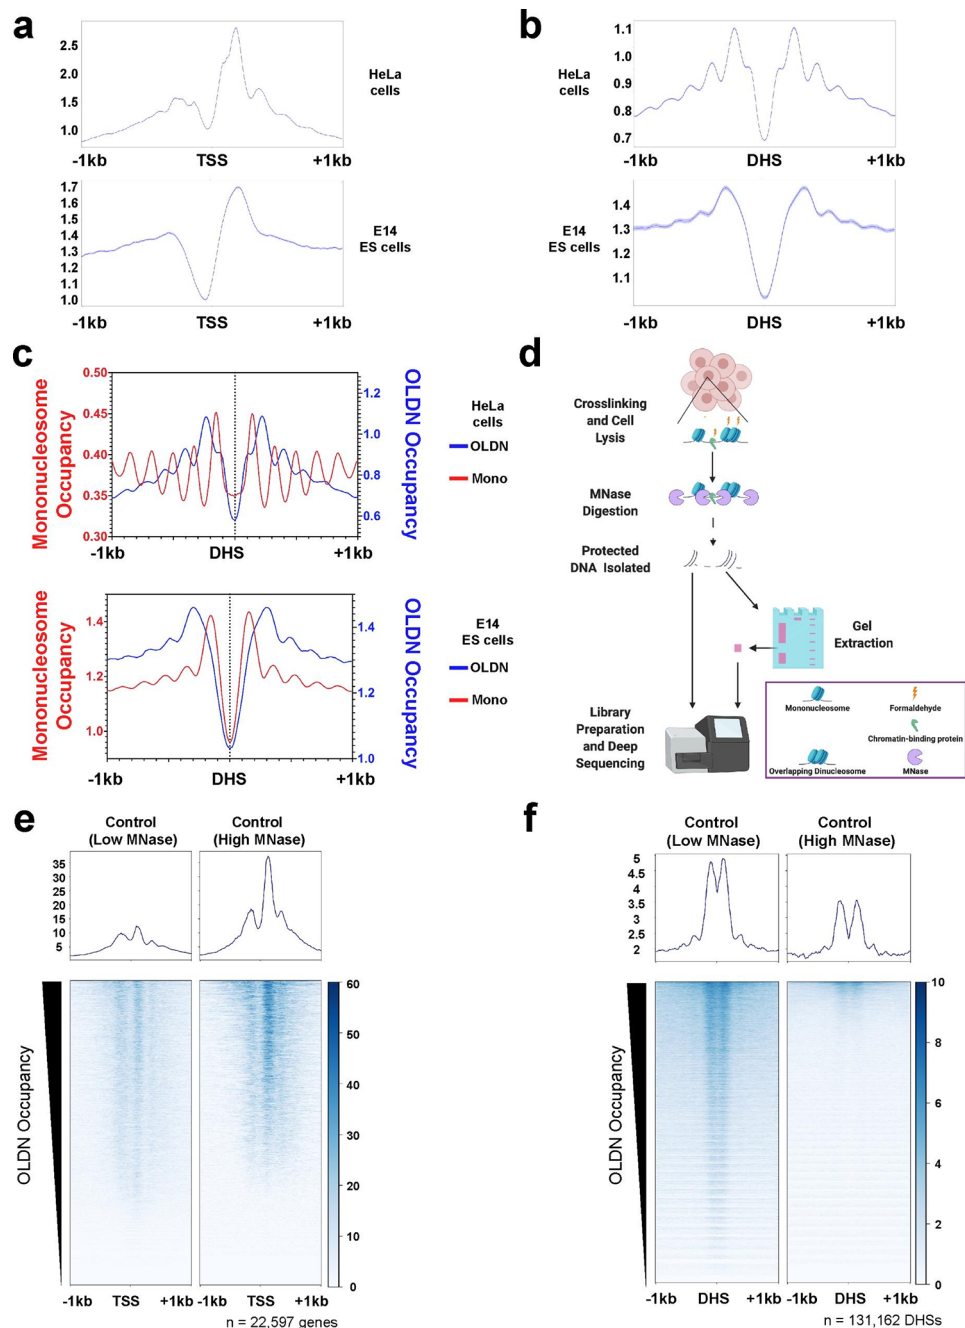 a
2.5
2.0
1.5
1.0
-1kb TSS +1kb
HeLa
cells
1.7
1.6
1.5
1.4
1.3
1.2
1.1
1.0
-1kb TSS +1kb
E14
ES cells
b
HeLa
cells
1.1
1.0
0.9
0.8
0.7
-1kb DHS +1kb
E14
ES cells
1.4
1.3
1.2
1.1
-1kb DHS +1kb
c
Mononucleosome
Occupancy
0.50
0.45
0.40
0.35
0.30
-1kb DHS +1kb
1.2
1.0
0.8
0.6
OLDN Occupancy
HeLa
cells
OLDN
Mono
Mononucleosome
Occupancy
1.4
1.2
1.0
-1kb DHS +1kb
1.4
1.2
1.0
OLDN Occupancy
E14
ES cells
OLDN
Mono
d
Crosslinking
and Cell
Lysis
MNase
Digestion
Protected
DNA Isolated
Gel
Extraction
Library
Preparation
and Deep
Sequencing
Mononucleosome
Formaldehyde
Chromatin-binding protein
Overlapping Dinucleosome
MNase
e
Control
(Low MNase)
Control
(High MNase)
35
30
25
20
15
10
5
OLDN Occupancy
60
50
40
30
20
10
0
-1kb TSS +1kb -1kb TSS +1kb
n = 22,597 genes
f
Control
(Low MNase)
Control
(High MNase)
5
4.5
4
3.5
3
2.5
2
OLDN Occupancy
10
8
6
4
2
0
-1kb DHS +1kb -1kb DHS +1kb
n = 131,162 DHSs